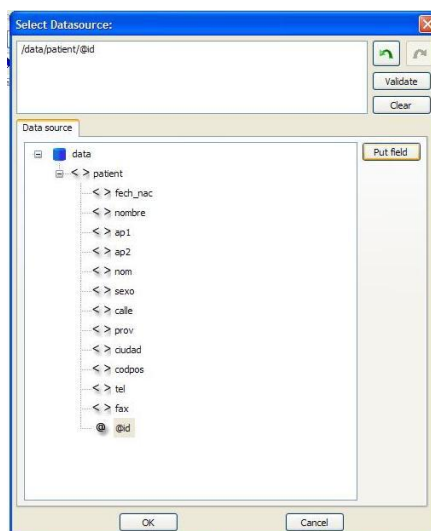 Select Datasource:
/data/patient/@id
Validate
Clear
Data source
data
Put field
< > patient
< > fech_nac
< > nombre
< > ap1
< > ap2
< > nom
< > sexo
< > calle
< > prov
< > ciudad
< > codpos
< > tel
< > fax
@ @id
OK Cancel